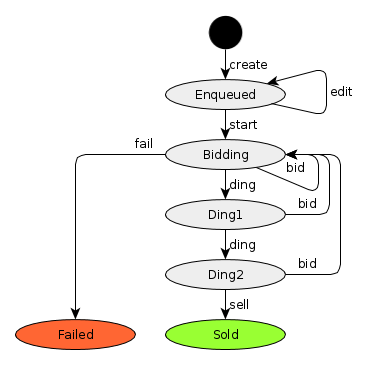 create
Enqueued
edit
start
fail
Bidding
bid
ding
Ding1
bid
ding
Ding2
bid
sell
Failed
Sold